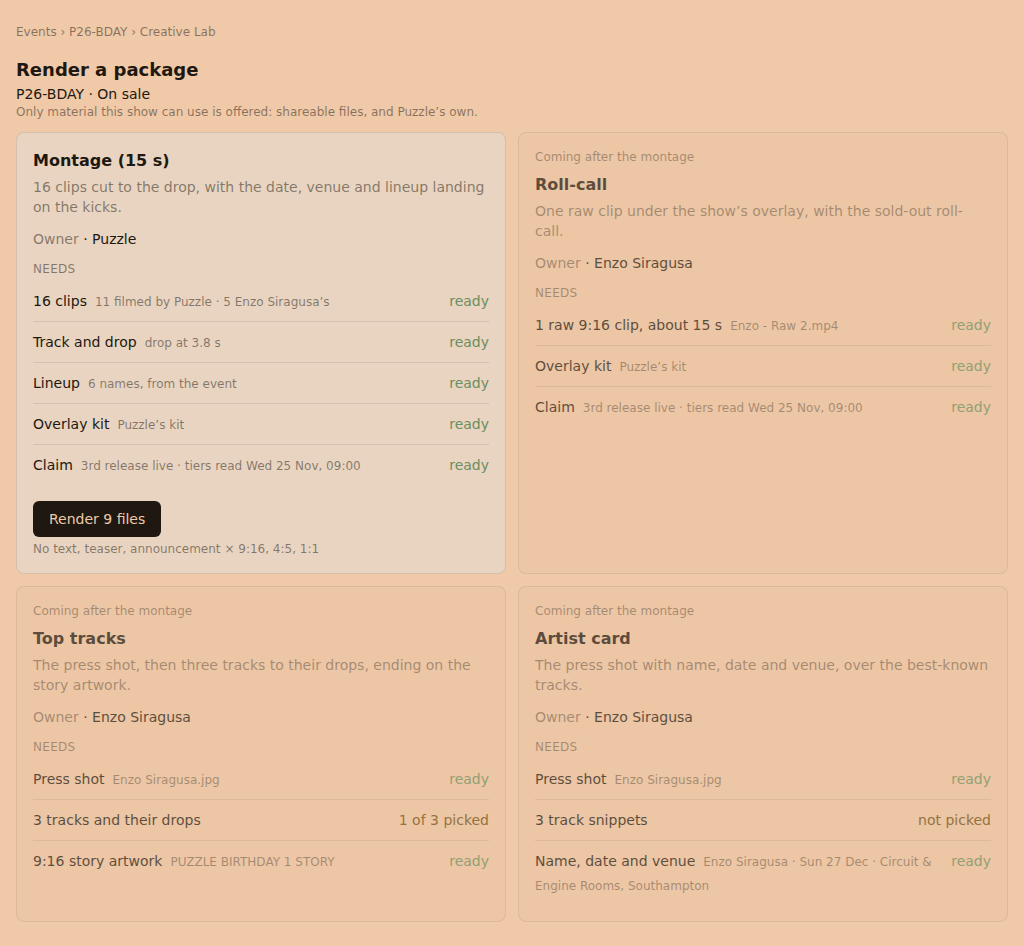 Events › P26-BDAY › Creative Lab
Render a package
P26-BDAY · On sale
Only material this show can use is offered: shareable files, and Puzzle’s own.
Montage (15 s)
16 clips cut to the drop, with the date, venue and lineup landing
on the kicks.
Owner · Puzzle
NEEDS
16 clips 11 filmed by Puzzle · 5 Enzo Siragusa’s ready
Track and drop drop at 3.8 s ready
Lineup 6 names, from the event ready
Overlay kit Puzzle’s kit ready
Claim 3rd release live · tiers read Wed 25 Nov, 09:00 ready
Render 9 files
No text, teaser, announcement × 9:16, 4:5, 1:1
Coming after the montage
Roll-call
One raw clip under the show’s overlay, with the sold-out roll-
call.
Owner · Enzo Siragusa
NEEDS
1 raw 9:16 clip, about 15 s Enzo - Raw 2.mp4 ready
Overlay kit Puzzle’s kit ready
Claim 3rd release live · tiers read Wed 25 Nov, 09:00 ready
Coming after the montage
Top tracks
The press shot, then three tracks to their drops, ending on the
story artwork.
Owner · Enzo Siragusa
NEEDS
Press shot Enzo Siragusa.jpg ready
3 tracks and their drops 1 of 3 picked
9:16 story artwork PUZZLE BIRTHDAY 1 STORY ready
Coming after the montage
Artist card
The press shot with name, date and venue, over the best-known
tracks.
Owner · Enzo Siragusa
NEEDS
Press shot Enzo Siragusa.jpg ready
3 track snippets not picked
Name, date and venue Enzo Siragusa · Sun 27 Dec · Circuit & ready
Engine Rooms, Southampton